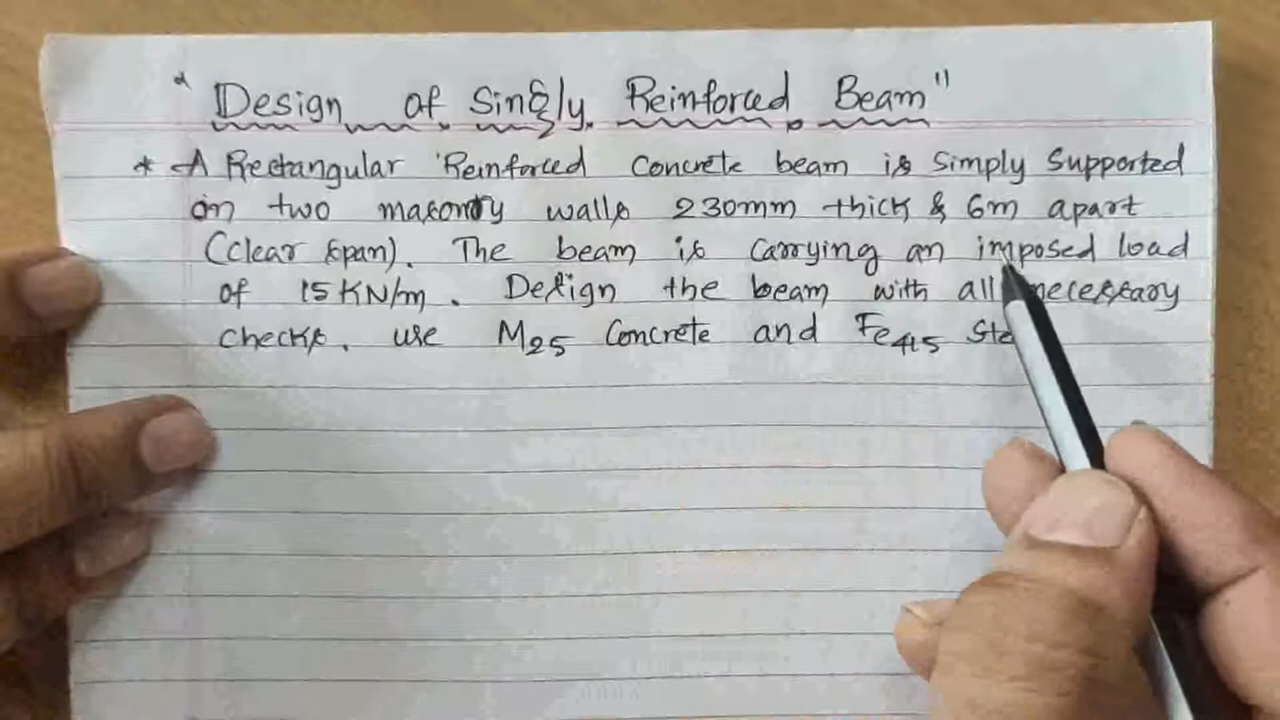 "Design of Singly Reinforced Beam"
* A Rectangular Reinforced Concrete beam is Simply Supported
on two masonry walls 230mm thick & 6m apart
(Clear span). The beam is Carrying an imposed load
of 15 KN/m. Design the beam with all necessary
checks. use M25 Concrete and Fe415 Ste